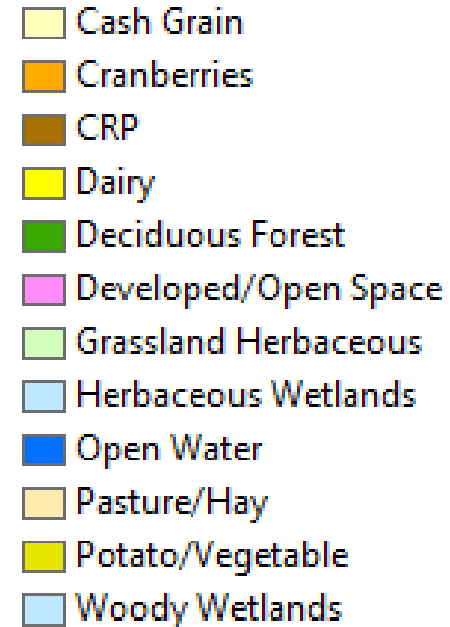 Cash Grain
Cranberries
CRP
Dairy
Deciduous Forest
Developed/Open Space
Grassland Herbaceous
Herbaceous Wetlands
Open Water
Pasture/Hay
Potato/Vegetable
Woody Wetlands